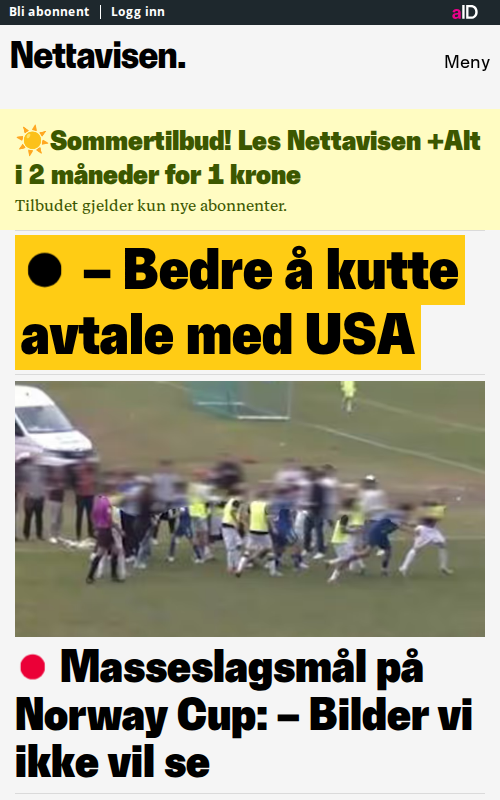 Bli abonnent | Logg inn
aID
Nettavisen.
Meny
Sommertilbud! Les Nettavisen +Alt
i 2 måneder for 1 krone
Tilbudet gjelder kun nye abonnenter.
– Bedre å kutte
avtale med USA
Masseslagsmål på
Norway Cup: – Bilder vi
ikke vil se